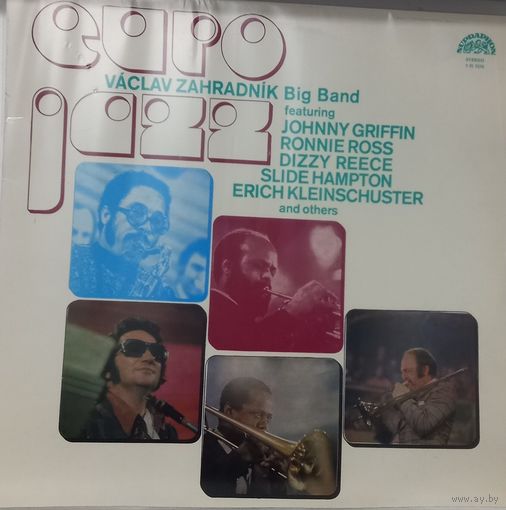 euro
SUPRAPHON
STEREO
VÁCLAV ZAHRADNÍK Big Band
jazz
featuring
JOHNNY GRIFFIN
RONNIE ROSS
DIZZY REECE
SLIDE HAMPTON
ERICH KLEINSCHUSTER
and others
www.ay.by